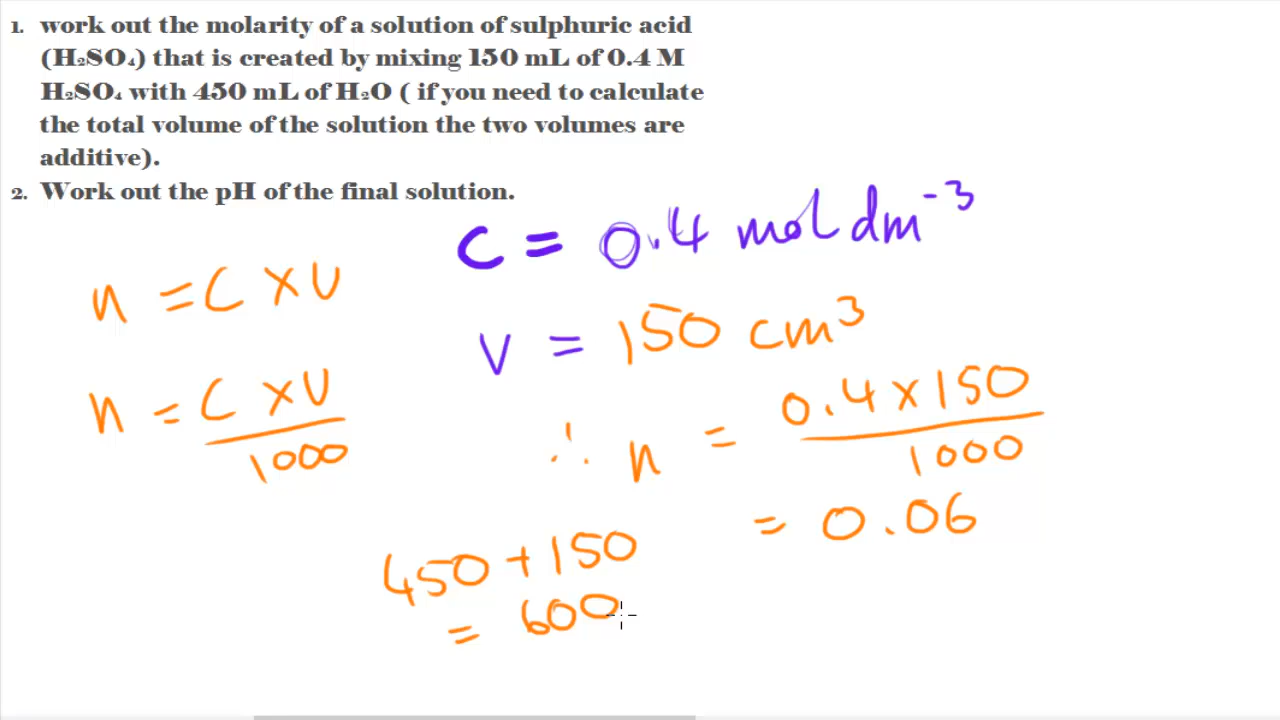 1. work out the molarity of a solution of sulphuric acid
(H₂SO₄) that is created by mixing 150 mL of 0.4 M
H₂SO₄ with 450 mL of H₂O ( if you need to calculate
the total volume of the solution the two volumes are
additive).
2. Work out the pH of the final solution.
C = 0.4 mol dm⁻³
n = C × V
V = 150 cm³
n = C × V / 1000
∴ n = 0.4 × 150 / 1000
= 0.06
450 + 150
= 600